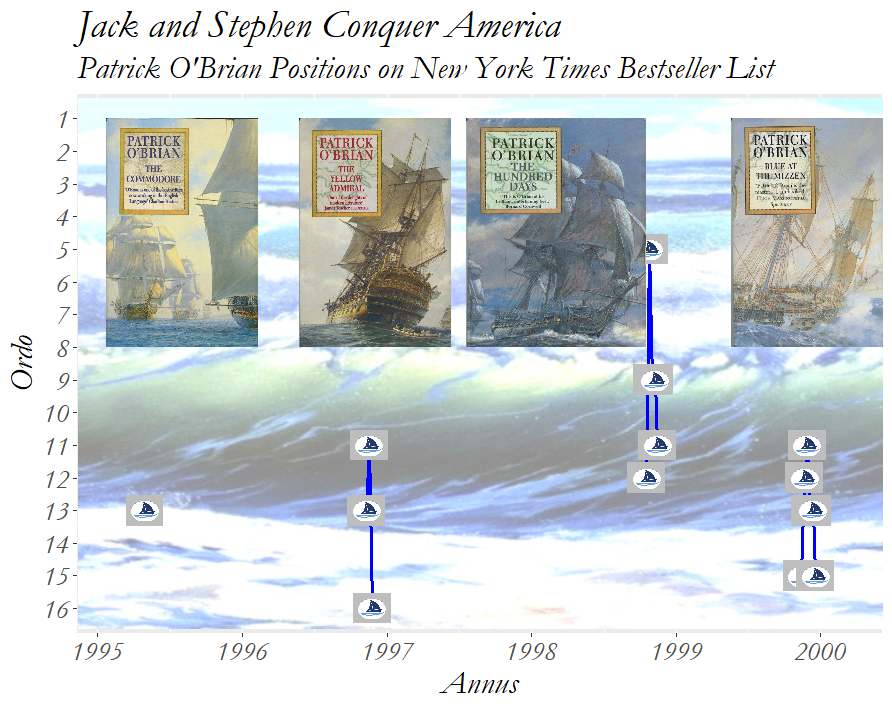 Jack and Stephen Conquer America
Patrick O'Brian Positions on New York Times Bestseller List
Ordo
1
2
3
4
5
6
7
8
9
10
11
12
13
14
15
16
PATRICK
O'BRIAN
THE
COMMODORE
PATRICK
O'BRIAN
THE
YELLOW
ADMIRAL
PATRICK
O'BRIAN
THE
HUNDRED
DAYS
PATRICK
O'BRIAN
BLUE AT
THE MIZZEN
1995
1996
1997
1998
1999
2000
Annus